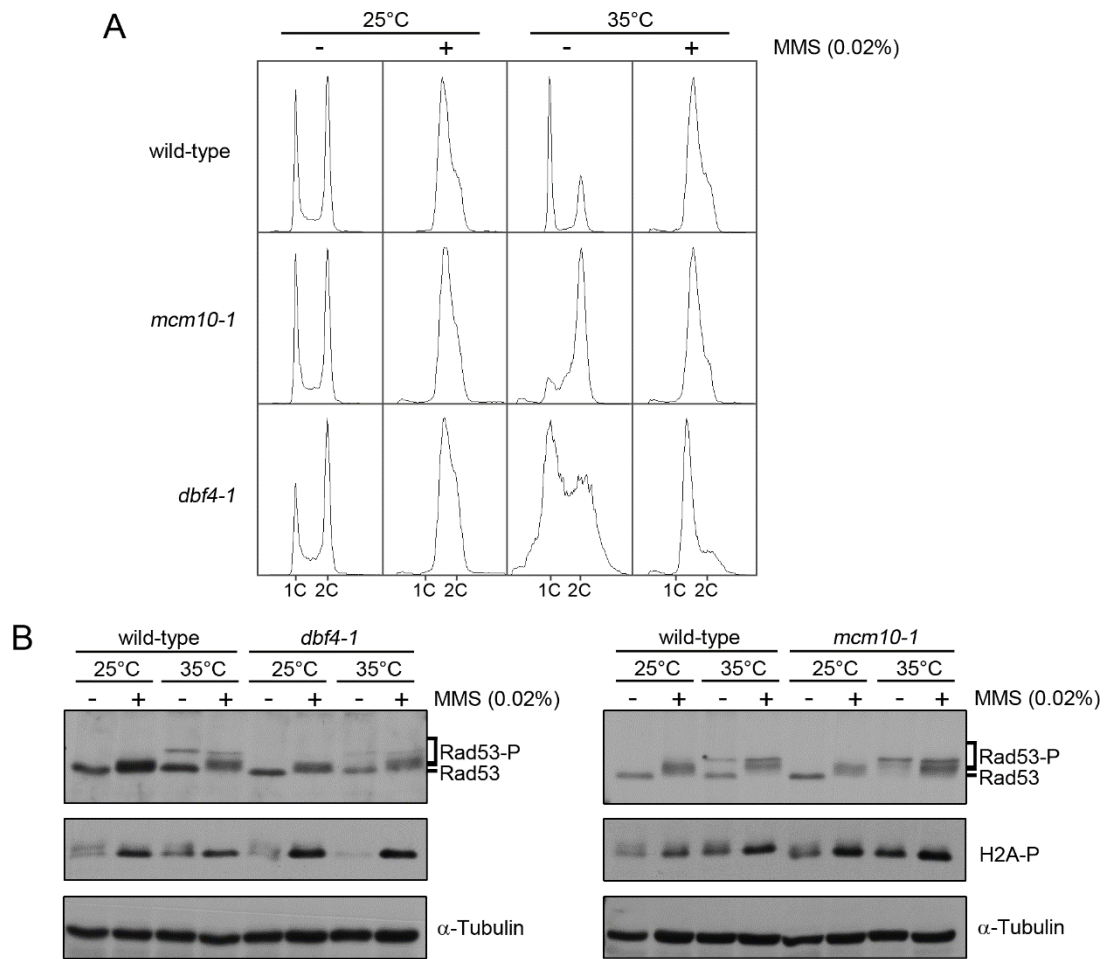 A
25°C 35°C
- + - + MMS (0.02%)
wild-type
mcm10-1
dbf4-1
1C 2C 1C 2C 1C 2C 1C 2C
B
wild-type dbf4-1
25°C 35°C 25°C 35°C
- + - + - + - + MMS (0.02%)
Rad53-P
Rad53
α-Tubulin
wild-type mcm10-1
25°C 35°C 25°C 35°C
- + - + - + - + MMS (0.02%)
Rad53-P
Rad53
H2A-P
α-Tubulin